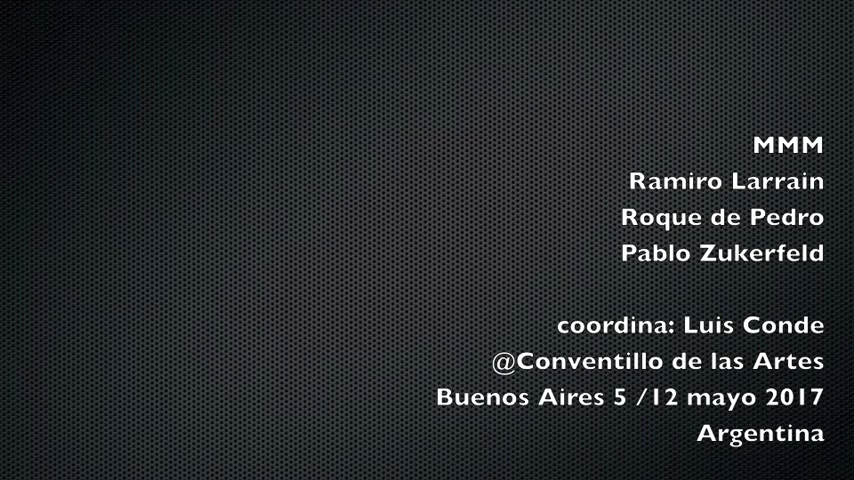 MMM
Ramiro Larrain
Roque de Pedro
Pablo Zukerfeld
coordina: Luis Conde
@Conventillo de las Artes
Buenos Aires 5 /12 mayo 2017
Argentina